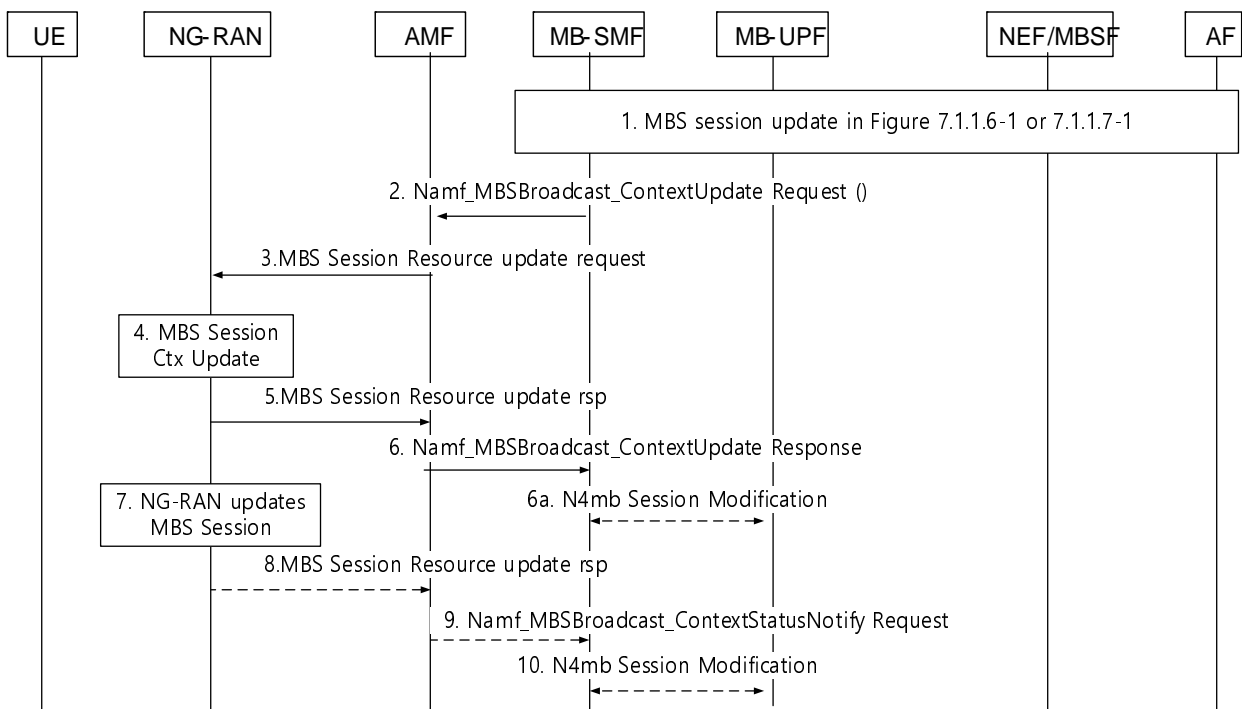 UE
NG-RAN
AMF
MB-SMF
MB-UPF
NEF/MBSF
AF
1. MBS session update in Figure 7.1.1.6-1 or 7.1.1.7-1
2. Namf_MBSBroadcast_ContextUpdate Request ()
3.MBS Session Resource update request
4. MBS Session
Ctx Update
5.MBS Session Resource update rsp
6. Namf_MBSBroadcast_ContextUpdate Response
7. NG-RAN updates
MBS Session
6a. N4mb Session Modification
8.MBS Session Resource update rsp
9. Namf_MBSBroadcast_ContextStatusNotify Request
10. N4mb Session Modification